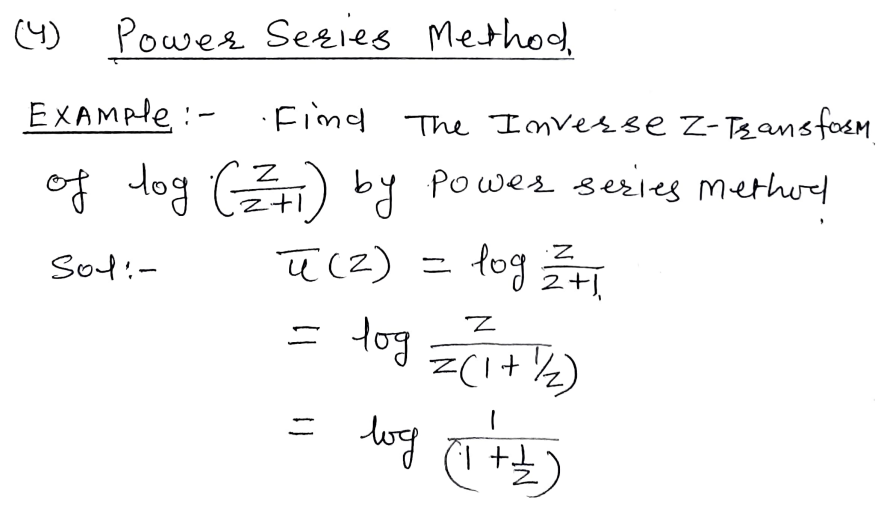 (4) Power Series Method.
EXAMPle :- Find The Inverse Z-Transform
of log (z/(z+1)) by Power series method
Sol:- ū(z) = log z/(z+1)
= log z/(z(1+1/z))
= log 1/(1+1/z)